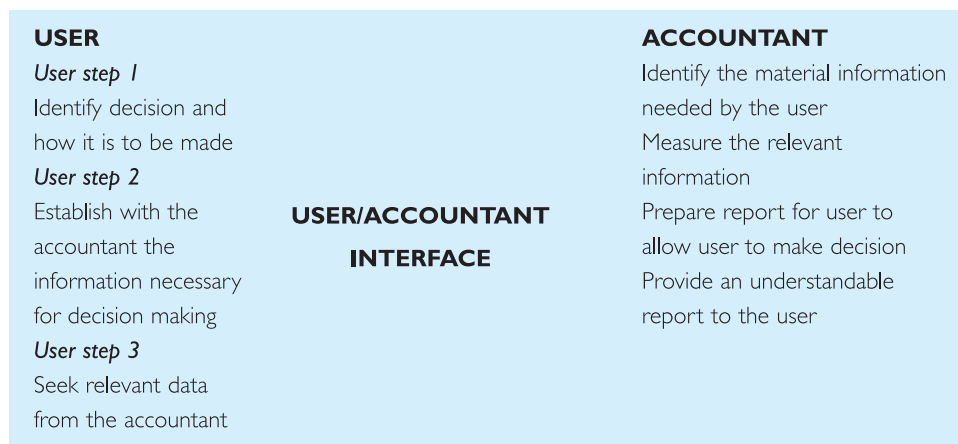 USER
User step 1
Identify decision and
how it is to be made
User step 2
Establish with the
accountant the
information necessary
for decision making
User step 3
Seek relevant data
from the accountant
USER/ACCOUNTANT
INTERFACE
ACCOUNTANT
Identify the material information
needed by the user
Measure the relevant
information
Prepare report for user to
allow user to make decision
Provide an understandable
report to the user